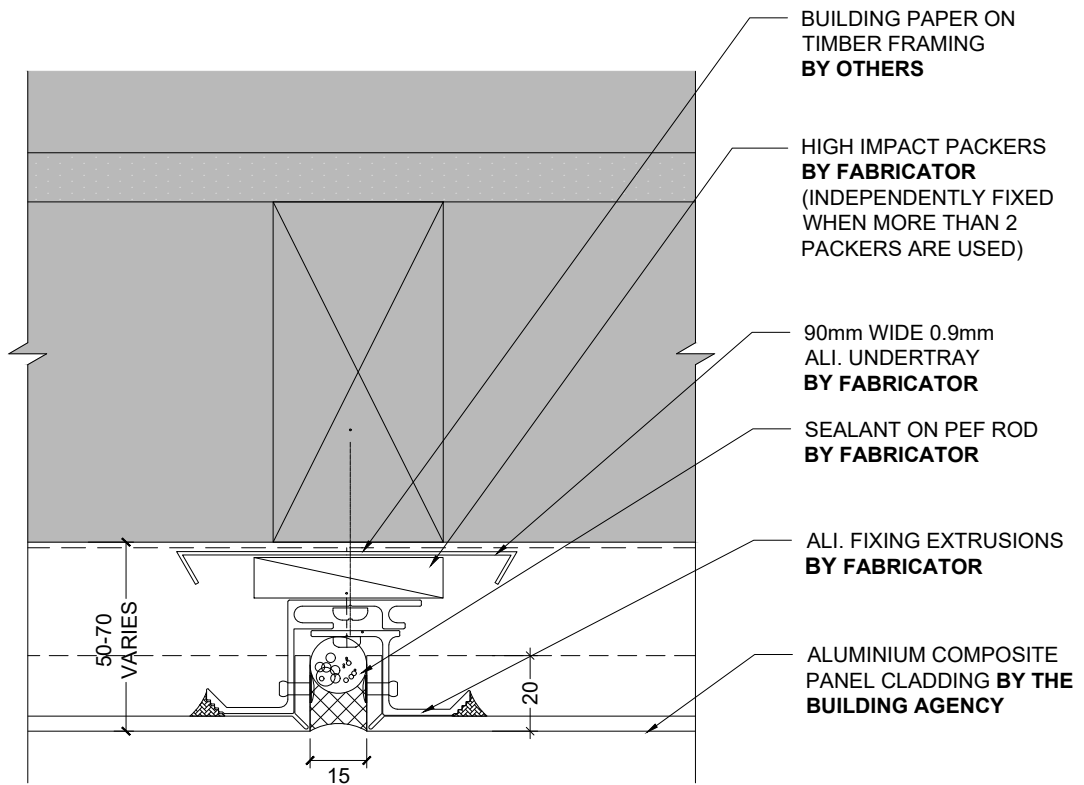 BUILDING PAPER ON
TIMBER FRAMING
BY OTHERS
HIGH IMPACT PACKERS
BY FABRICATOR
(INDEPENDENTLY FIXED
WHEN MORE THAN 2
PACKERS ARE USED)
90mm WIDE 0.9mm
ALI. UNDERTRAY
BY FABRICATOR
SEALANT ON PEF ROD
BY FABRICATOR
ALI. FIXING EXTRUSIONS
BY FABRICATOR
ALUMINIUM COMPOSITE
PANEL CLADDING BY THE
BUILDING AGENCY
50-70
VARIES
20
15